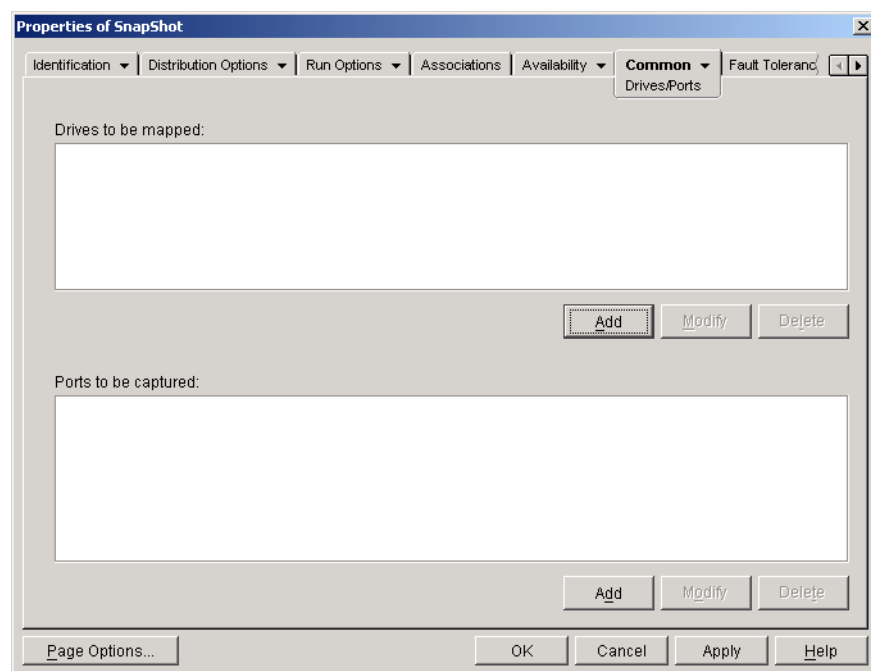 Properties of SnapShot
Identification Distribution Options Run Options Associations Availability Common Fault Toleranc
Drives/Ports
Drives to be mapped:
Add Modify Delete
Ports to be captured:
Add Modify Delete
Page Options... OK Cancel Apply Help